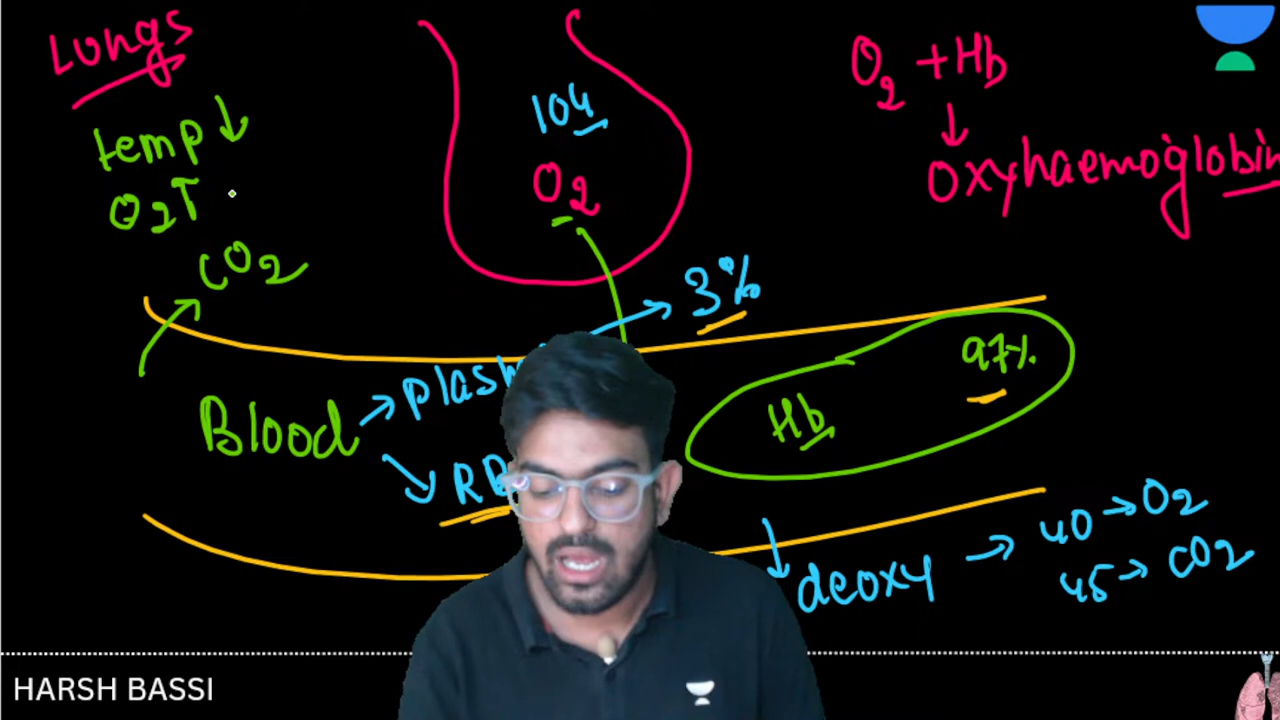 Lungs
temp ↓
O2↑
CO2
104
O2
O2 + Hb
↓
Oxyhaemoglobin
→ 3%
97%
Blood → plasm
↘ RB
Hb
↓ deoxy → 40 → O2
45 → CO2
HARSH BASSI